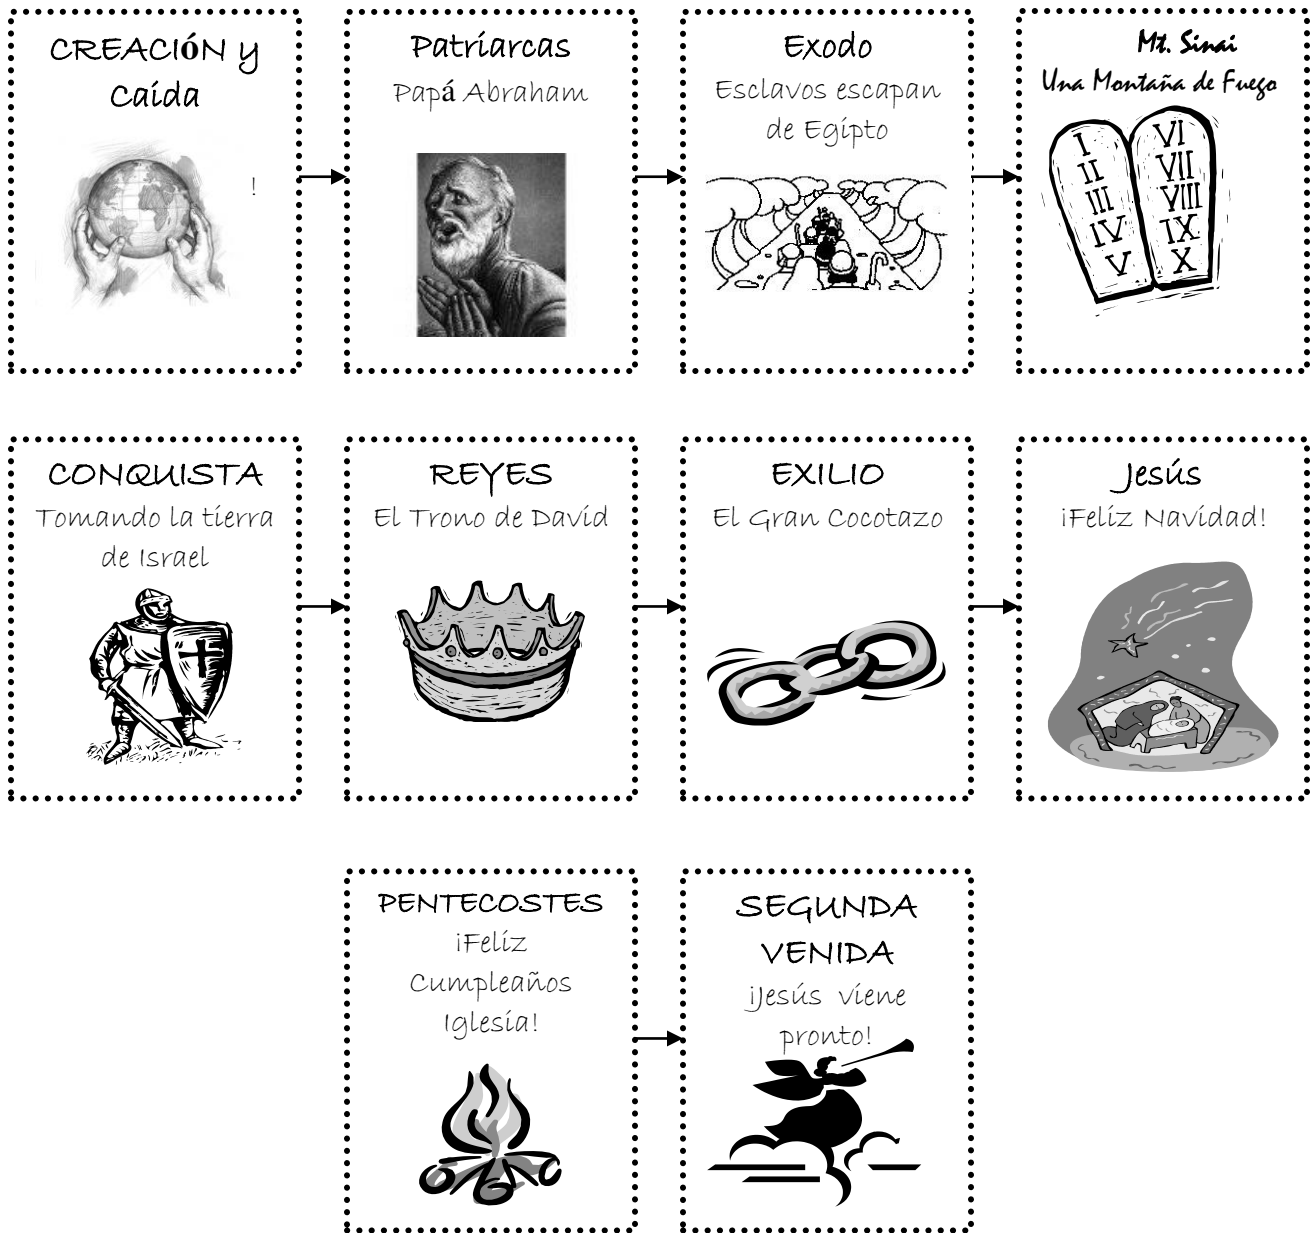 CREACIÓN y
Caída
!
Patriarcas
Papá Abraham
Exodo
Esclavos escapan
de Egipto
Mt. Sinai
Una Montaña de Fuego
I
II
III
IV
V
VI
VII
VIII
IX
X
CONQUISTA
Tomando la tierra
de Israel
REYES
El Trono de David
EXILIO
El Gran Cocotazo
Jesús
¡Feliz Navidad!
PENTECOSTES
¡Feliz
Cumpleaños
Iglesia!
SEGUNDA
VENIDA
¡Jesús viene
pronto!